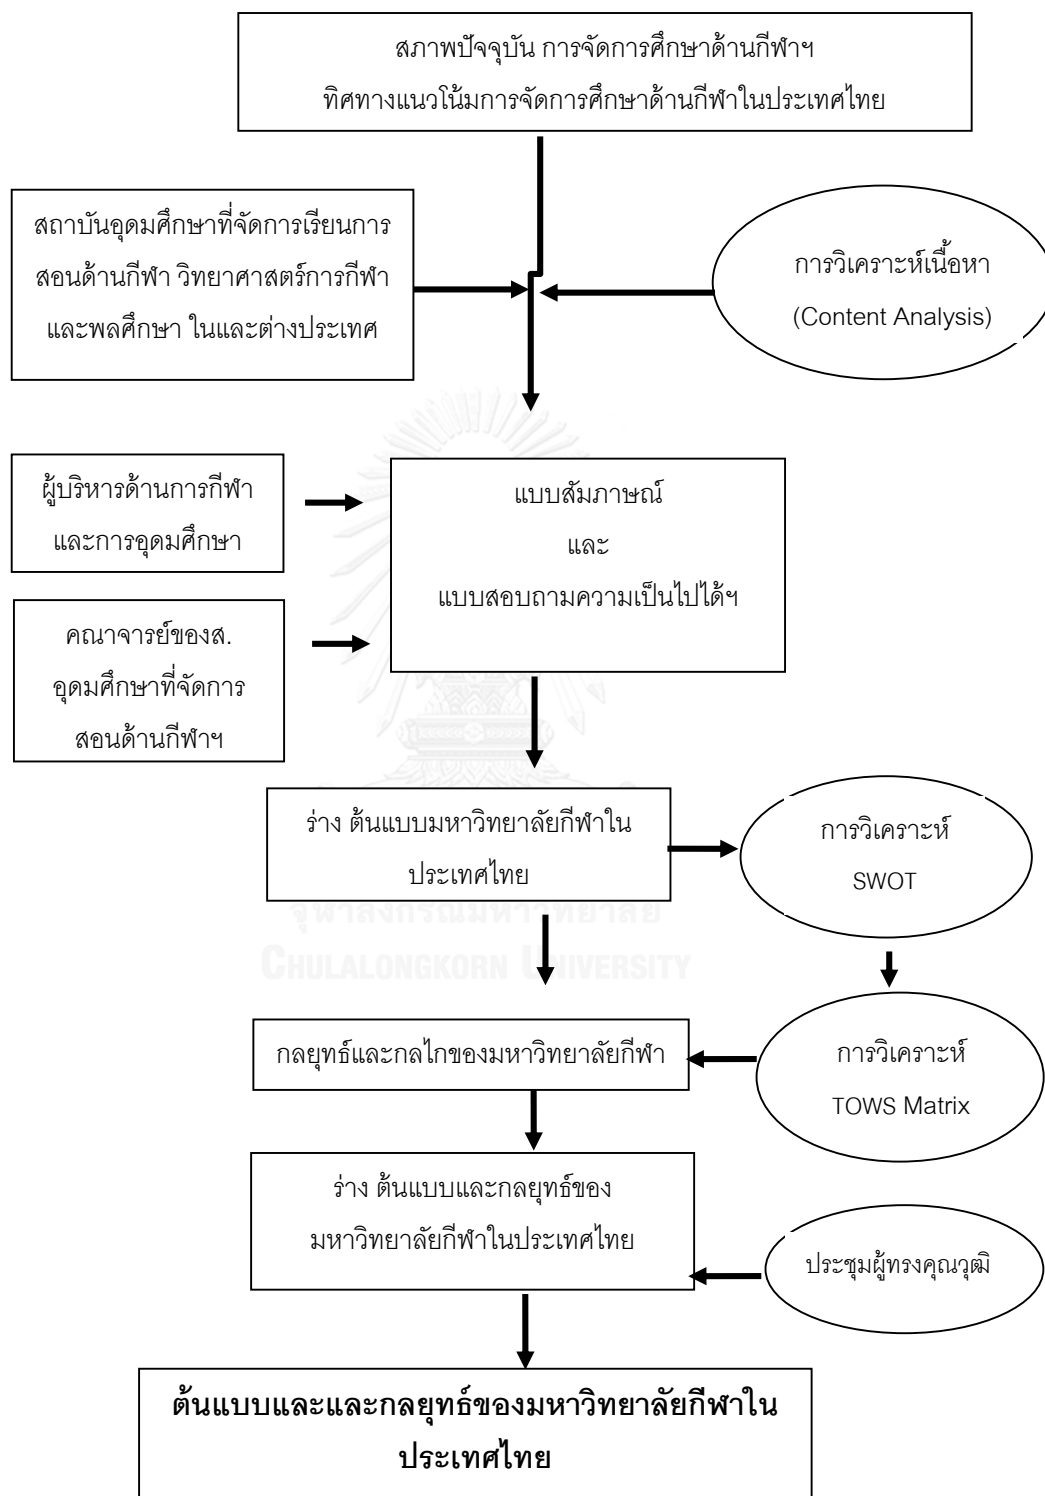 สภาพปัจจุบัน การจัดการศึกษาด้านกีฬาฯ
ทิศทางแนวโน้มการจัดการศึกษาด้านกีฬาในประเทศไทย
สถาบันอุดมศึกษาที่จัดการเรียนการ
สอนด้านกีฬา วิทยาศาสตร์การกีฬา
และพลศึกษา ในและต่างประเทศ
การวิเคราะห์เนื้อหา
(Content Analysis)
ผู้บริหารด้านการกีฬา
และการอุดมศึกษา
แบบสัมภาษณ์
และ
แบบสอบถามความเป็นไปได้ฯ
คณาจารย์ของส.
อุดมศึกษาที่จัดการ
สอนด้านกีฬาฯ
ร่าง ต้นแบบมหาวิทยาลัยกีฬาใน
ประเทศไทย
การวิเคราะห์
SWOT
จุฬาลงกรณ์มหาวิทยาลัย
CHULALONGKORN UNIVERSITY
กลยุทธ์และกลไกของมหาวิทยาลัยกีฬา
การวิเคราะห์
TOWS Matrix
ร่าง ต้นแบบและกลยุทธ์ของ
มหาวิทยาลัยกีฬาในประเทศไทย
ประชุมผู้ทรงคุณวุฒิ
ต้นแบบและและกลยุทธ์ของมหาวิทยาลัยกีฬาใน
ประเทศไทย